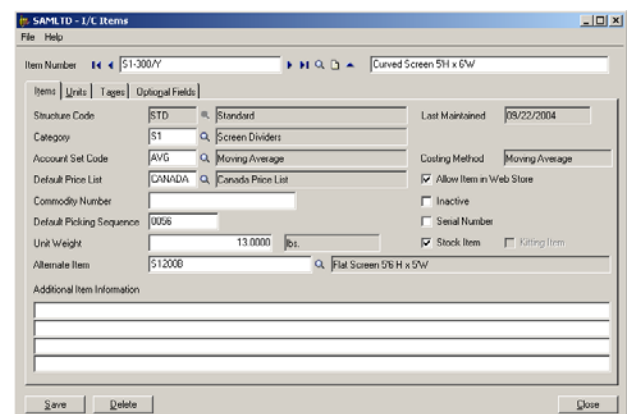 SAMLTD - I/C Items
File Help
Item Number S1-300/Y Curved Screen 5'H x 6'W
Items Units Taxes Optional Fields
Structure Code STD Standard Last Maintained 09/22/2004
Category S1 Screen Dividers
Account Set Code AVG Moving Average Costing Method Moving Average
Default Price List CANADA Canada Price List Allow Item in Web Store
Commodity Number Inactive
Default Picking Sequence 0056 Serial Number
Unit Weight 13.0000 lbs. Stock Item Kitting Item
Alternate Item S1200B Flat Screen 5'6 H x 5'W
Additional Item Information
Save Delete Close